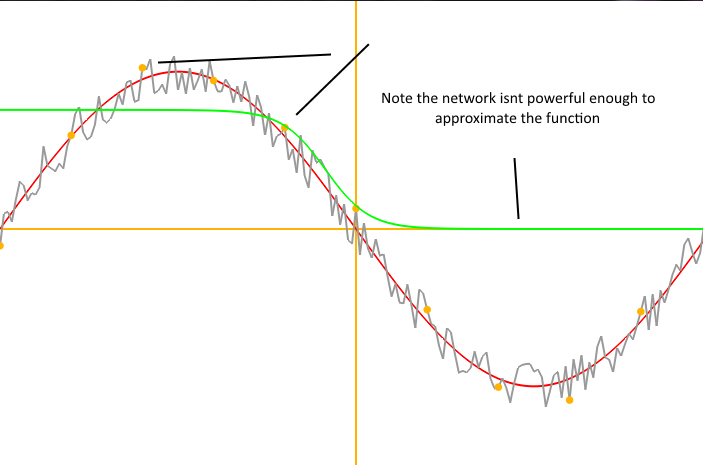 Note the network isnt powerful enough to
approximate the function